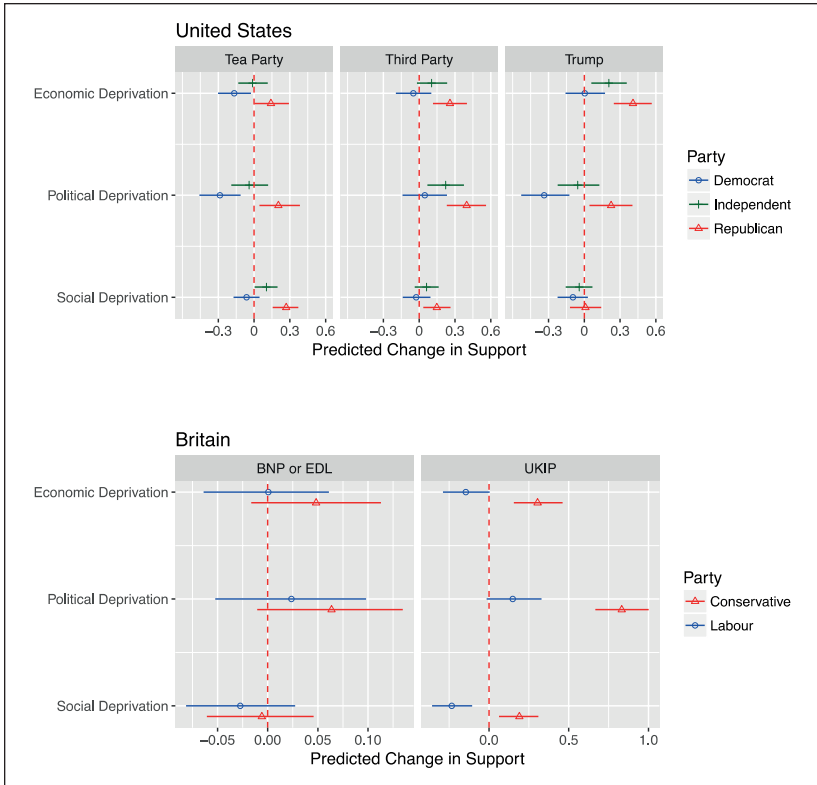 United States
Tea Party Third Party Trump
Economic Deprivation
Political Deprivation
Social Deprivation
−0.3 0 0.3 0.6 −0.3 0 0.3 0.6 −0.3 0 0.3 0.6
Predicted Change in Support
Party
Democrat
Independent
Republican
Britain
BNP or EDL UKIP
Economic Deprivation
Political Deprivation
Social Deprivation
−0.05 0.00 0.05 0.10 0.0 0.5 1.0
Predicted Change in Support
Party
Conservative
Labour